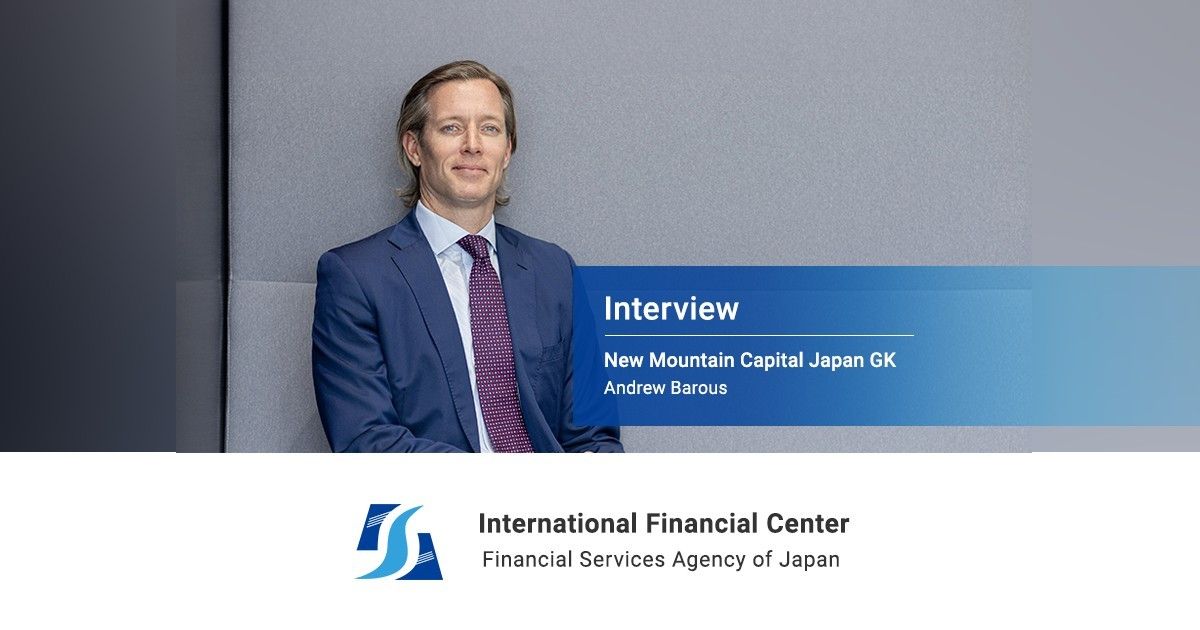 Interview
New Mountain Capital Japan GK
Andrew Barous
International Financial Center
Financial Services Agency of Japan